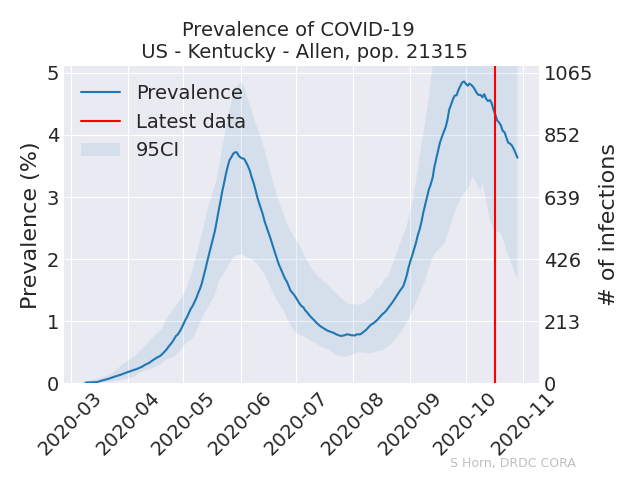 Prevalence of COVID-19
US - Kentucky - Allen, pop. 21315
Prevalence
Latest data
95CI
Prevalence (%)
5
4
3
2
1
0
1065
852
639
426
213
0
# of infections
2020-03
2020-04
2020-05
2020-06
2020-07
2020-08
2020-09
2020-10
2020-11
S Horn, DRDC CORA